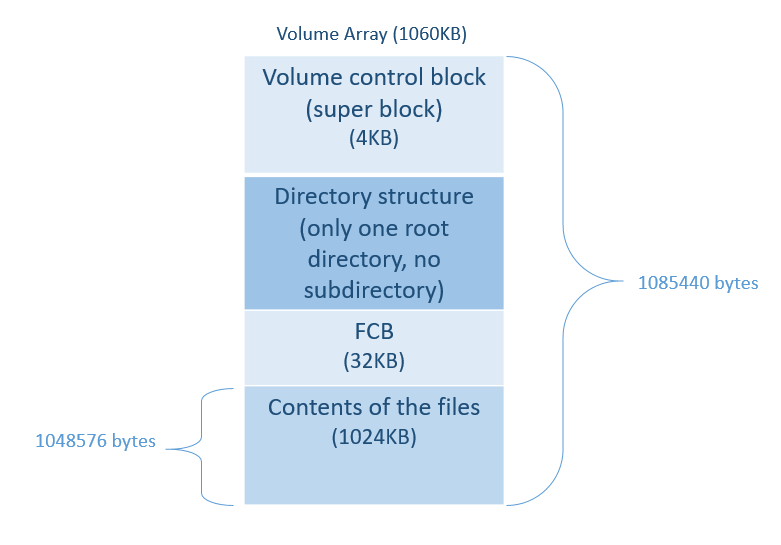 Volume Array (1060KB)
Volume control block
(super block)
(4KB)
Directory structure
(only one root
directory, no
subdirectory)
1085440 bytes
FCB
(32KB)
Contents of the files
(1024KB)
1048576 bytes